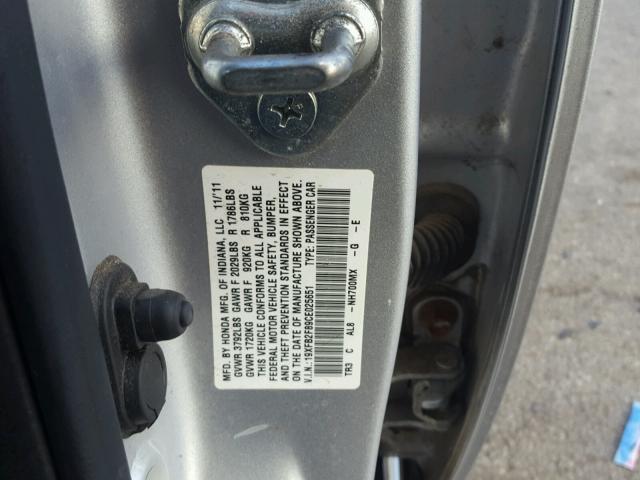 MFD. BY HONDA MFG. OF INDIANA, LLC 11/'11
GVWR 3792LBS GAWR F 2029LBS R 1786LBS
GVWR 1720KG GAWR F 920KG R 810KG
THIS VEHICLE CONFORMS TO ALL APPLICABLE
FEDERAL MOTOR VEHICLE SAFETY, BUMPER,
AND THEFT PREVENTION STANDARDS IN EFFECT
ON THE DATE OF MANUFACTURE SHOWN ABOVE.
V.I.N.:19XFB2F89CE025651 TYPE: PASSENGER CAR
TR3 C AL8 -NH700MX -G -E